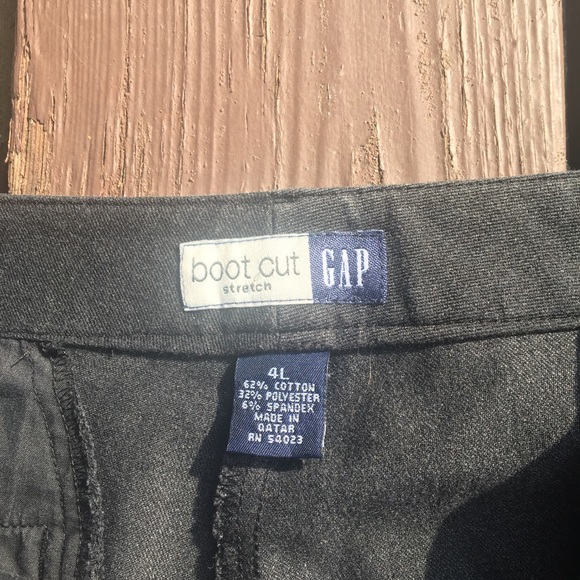 boot cut
stretch
GAP
4L
62% COTTON
32% POLYESTER
6% SPANDEX
MADE IN
QATAR
RN 54023